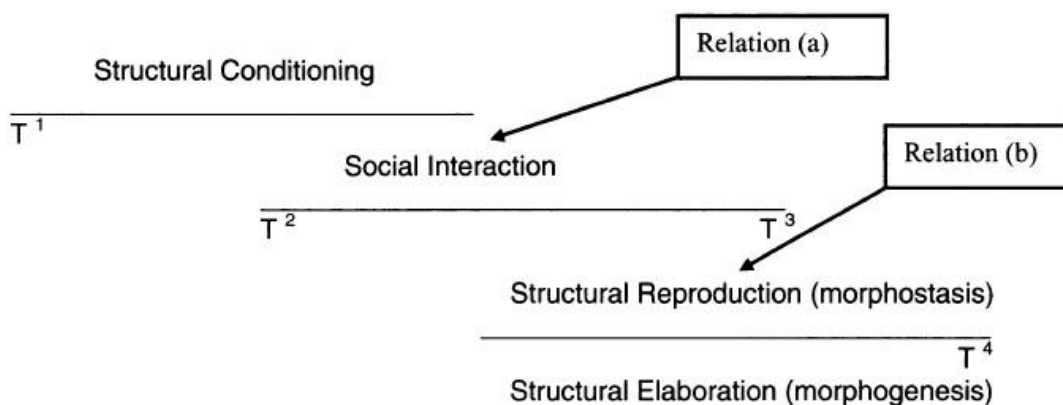 Relation (a)
Structural Conditioning
T 1
Relation (b)
Social Interaction
T 2
T 3
Structural Reproduction (morphostasis)
T 4
Structural Elaboration (morphogenesis)